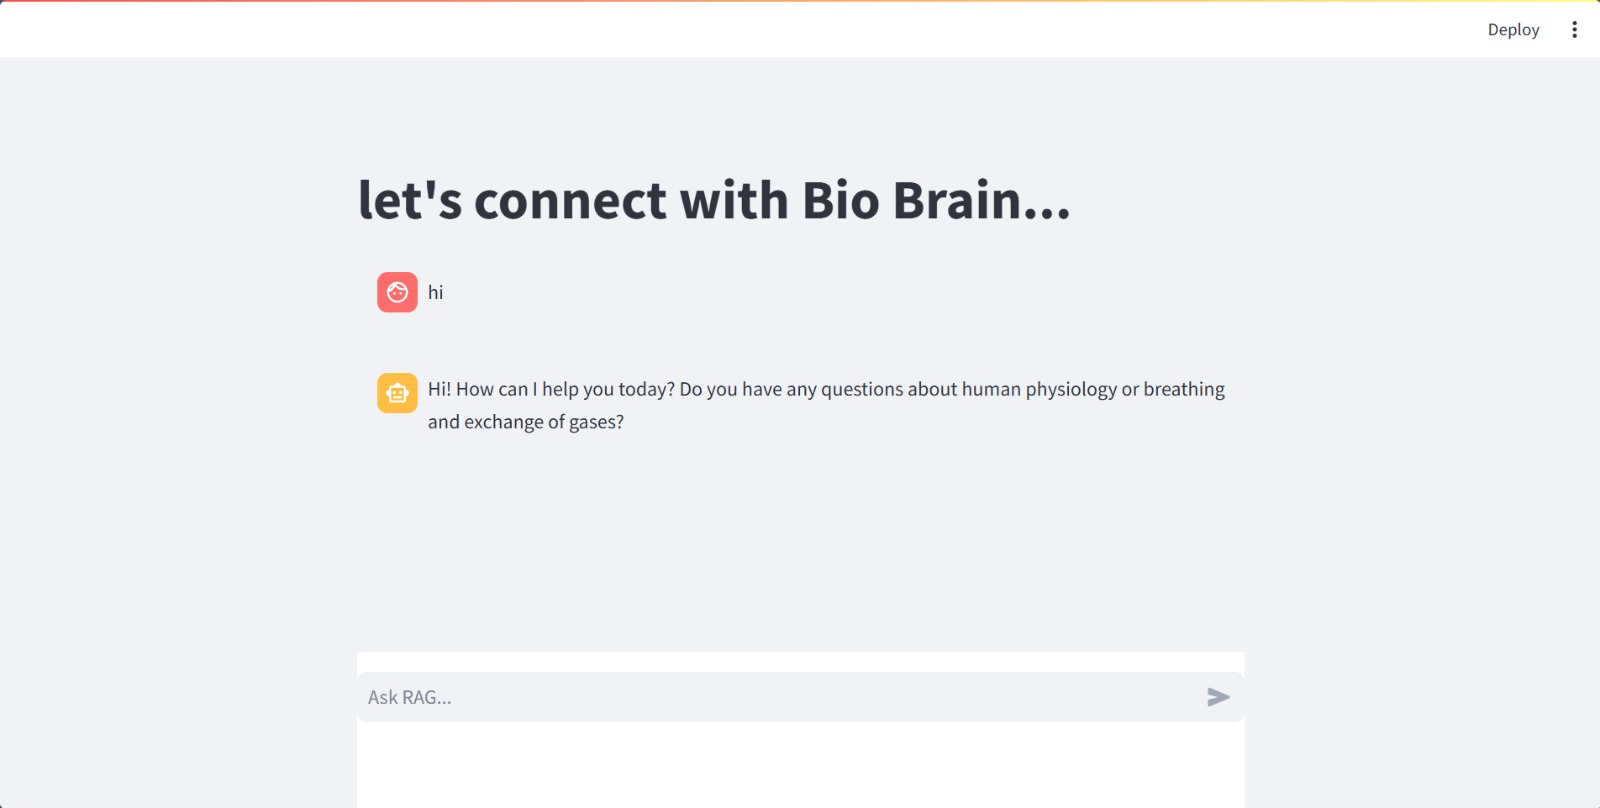 Deploy
let's connect with Bio Brain...
hi
Hi! How can I help you today? Do you have any questions about human physiology or breathing
and exchange of gases?
Ask RAG...